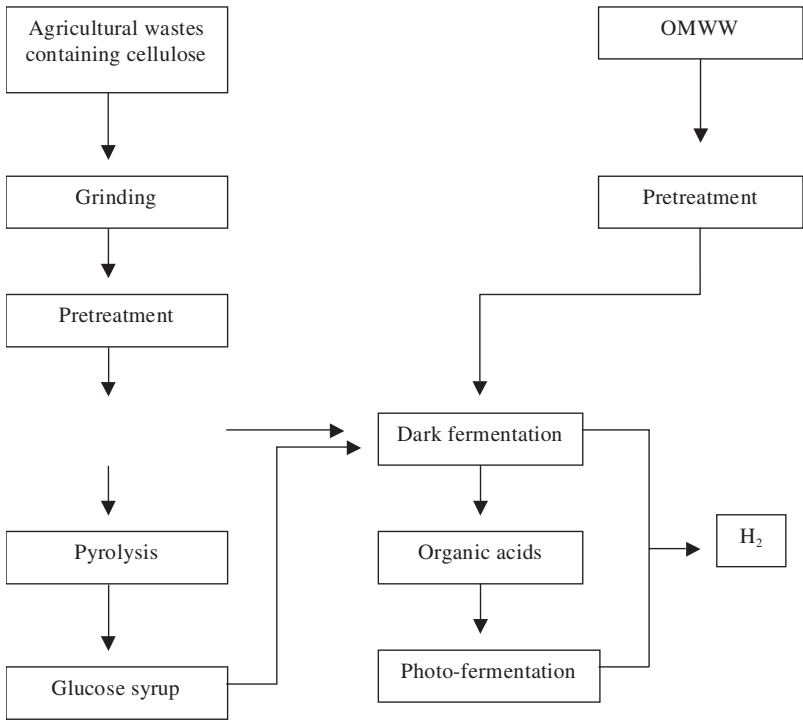 Agricultural wastes
containing cellulose
OMWW
Grinding
Pretreatment
Pretreatment
Dark fermentation
Pyrolysis
Organic acids
H₂
Glucose syrup
Photo-fermentation